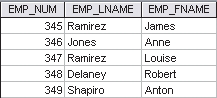 EMP_NUM EMP_LNAME EMP_FNAME
345 Ramirez James
346 Jones Anne
347 Ramirez Louise
348 Delaney Robert
349 Shapiro Anton